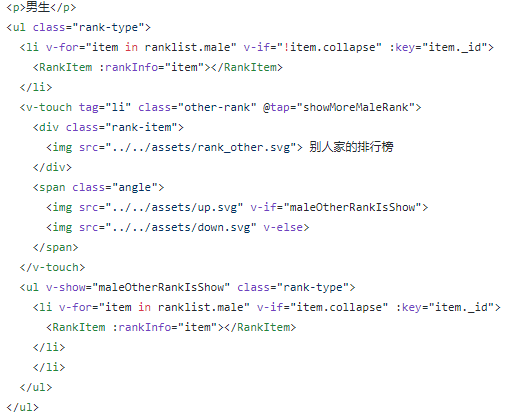 <p>男生</p>
<ul class="rank-type">
  <li v-for="item in ranklist.male" v-if="!item.collapse" :key="item._id">
    <RankItem :rankInfo="item"></RankItem>
  </li>
  <v-touch tag="li" class="other-rank" @tap="showMoreMaleRank">
    <div class="rank-item">
      <img src="../../assets/rank_other.svg"> 别人家的排行榜
    </div>
    <span class="angle">
      <img src="../../assets/up.svg" v-if="maleOtherRankIsShow">
      <img src="../../assets/down.svg" v-else>
    </span>
  </v-touch>
  <ul v-show="maleOtherRankIsShow" class="rank-type">
    <li v-for="item in ranklist.male" v-if="item.collapse" :key="item._id">
      <RankItem :rankInfo="item"></RankItem>
    </li>
    </li>
  </ul>
</ul>